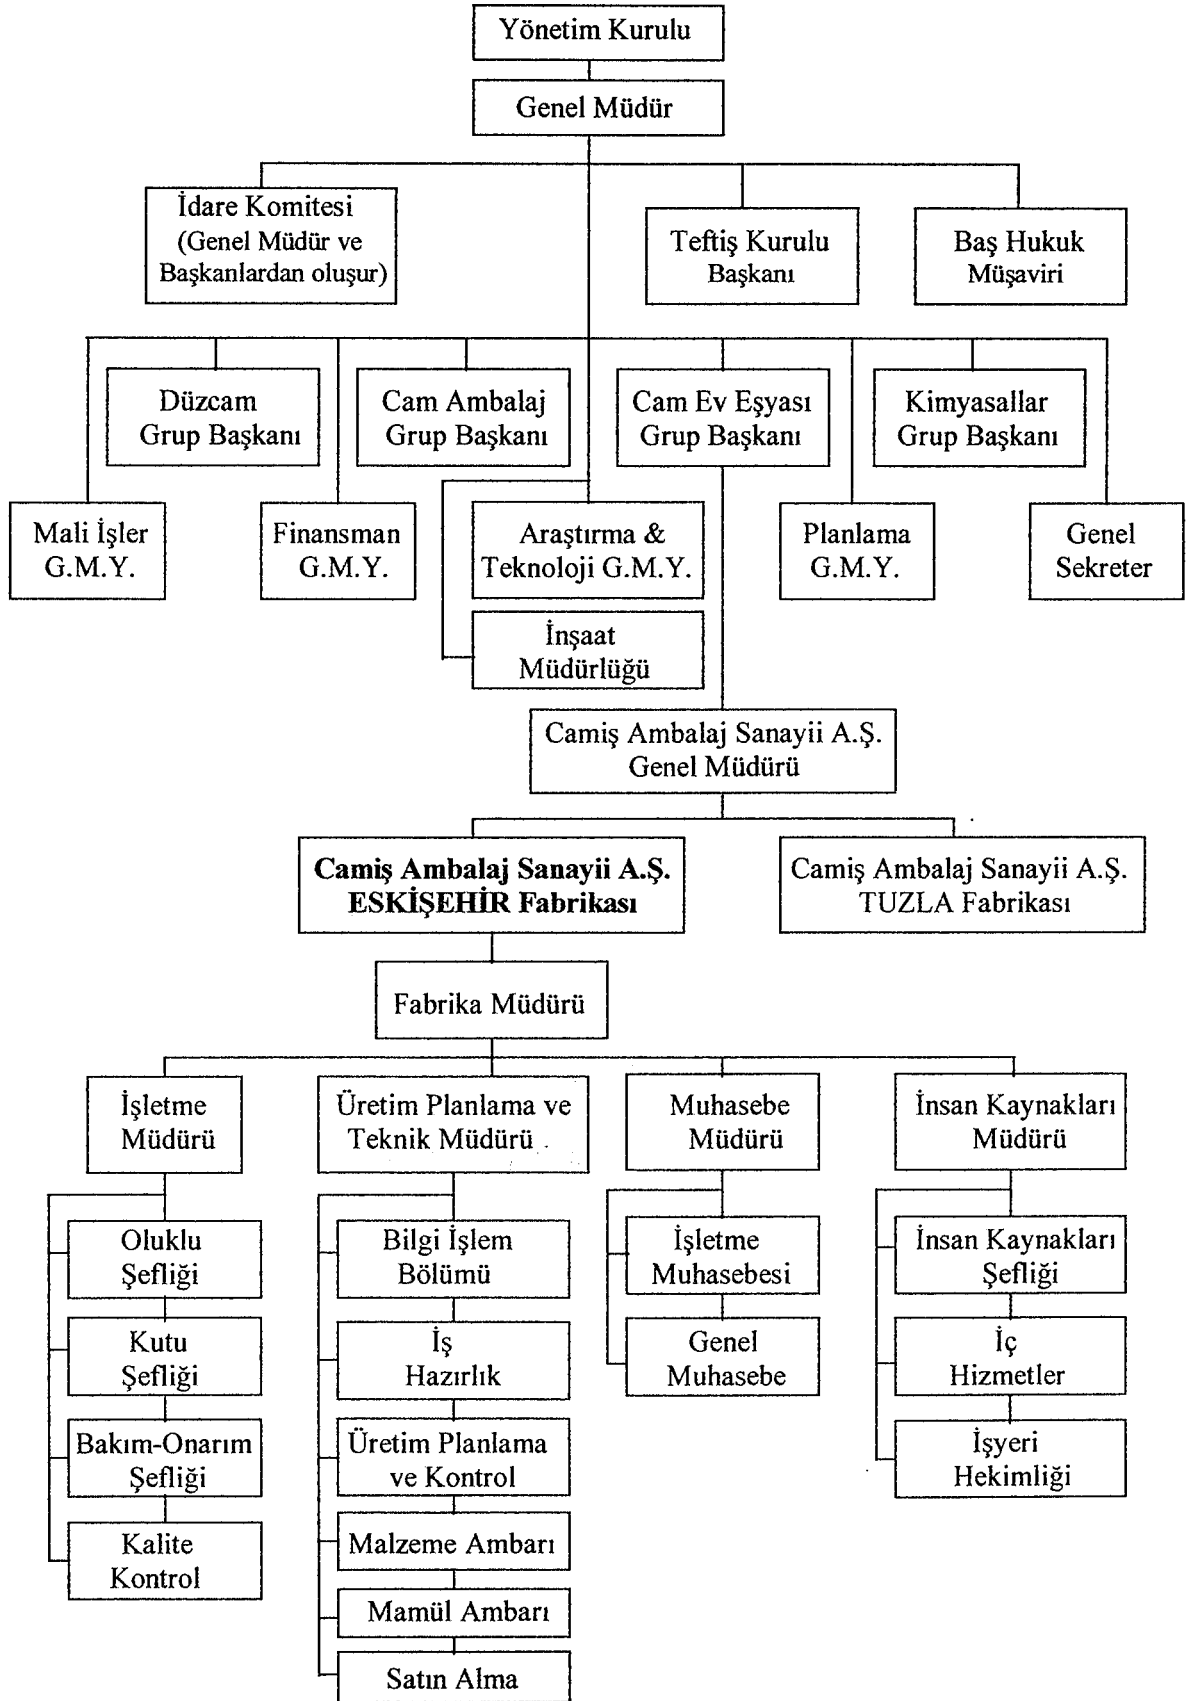 Yönetim Kurulu
Genel Müdür
İdare Komitesi
(Genel Müdür ve
Başkanlardan oluşur)
Teftiş Kurulu
Başkanı
Baş Hukuk
Müşaviri
Düzcam
Grup Başkanı
Cam Ambalaj
Grup Başkanı
Cam Ev Eşyası
Grup Başkanı
Kimyasallar
Grup Başkanı
Mali İşler
G.M.Y.
Finansman
G.M.Y.
Araştırma &
Teknoloji G.M.Y.
Planlama
G.M.Y.
Genel
Sekreter
İnşaat
Müdürlüğü
Camiş Ambalaj Sanayii A.Ş.
Genel Müdürü
Camiş Ambalaj Sanayii A.Ş.
ESKİŞEHİR Fabrikası
Camiş Ambalaj Sanayii A.Ş.
TUZLA Fabrikası
Fabrika Müdürü
İşletme
Müdürü
Üretim Planlama ve
Teknik Müdürü
Muhasebe
Müdürü
İnsan Kaynakları
Müdürü
Oluklu
Şefliği
Kutu
Şefliği
Bakım-Onarım
Şefliği
Kalite
Kontrol
Bilgi İşlem
Bölümü
İş
Hazırlık
Üretim Planlama
ve Kontrol
Malzeme Ambarı
Mamül Ambarı
Satın Alma
İşletme
Muhasebesi
Genel
Muhasebe
İnsan Kaynakları
Şefliği
İç
Hizmetler
İşyeri
Hekimliği